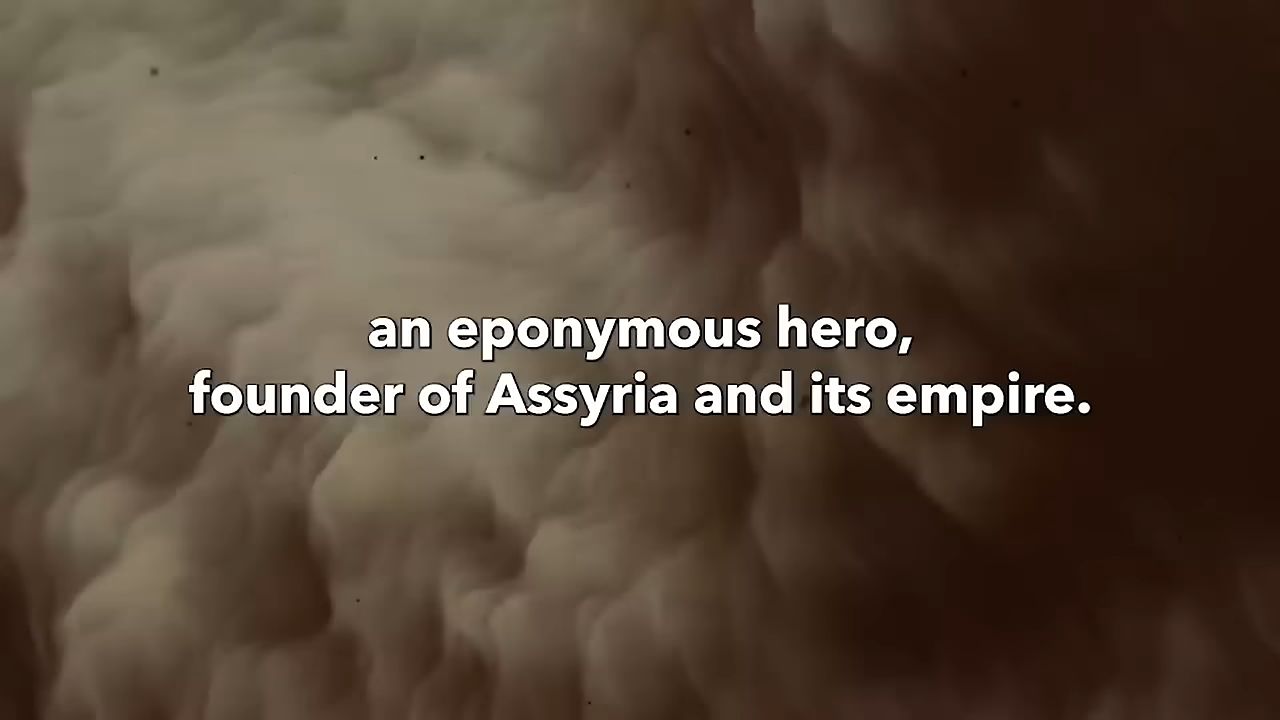 an eponymous hero,
founder of Assyria and its empire.